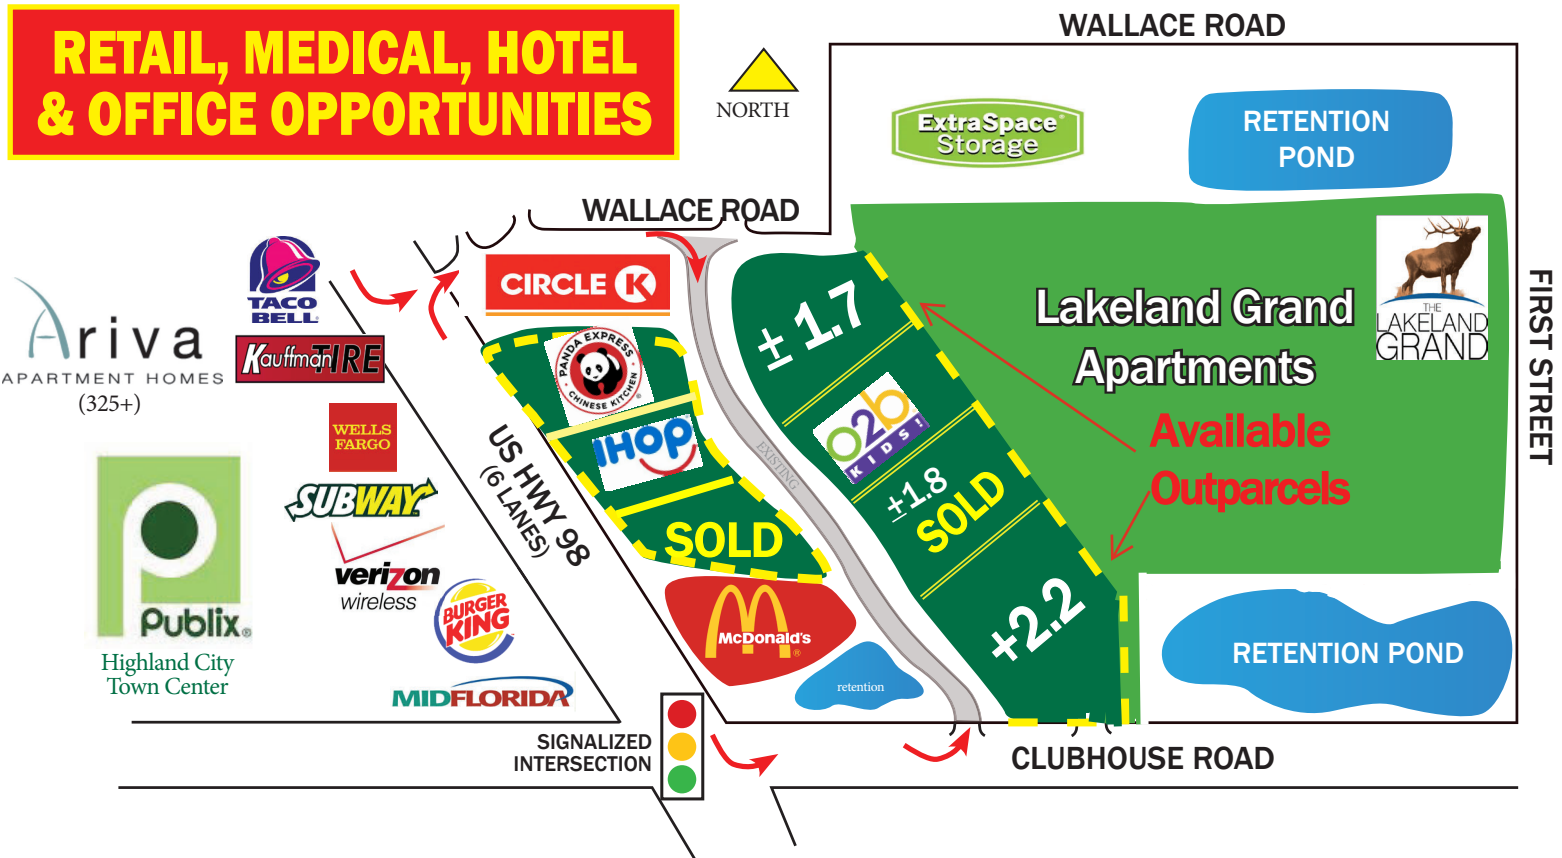 RETAIL, MEDICAL, HOTEL
& OFFICE OPPORTUNITIES
NORTH
WALLACE ROAD
ExtraSpace
Storage
RETENTION
POND
WALLACE ROAD
TACO
BELL
CIRCLE K
Ariva
APARTMENT HOMES
(325+)
Kauffman TIRE
PANDA EXPRESS
CHINESE KITCHEN
± 1.7
Lakeland Grand
Apartments
THE
LAKELAND
GRAND
FIRST STREET
WELLS
FARGO
US HWY 98
(6 LANES)
IHOP
EXISTING
o2b
KIDS!
±1.8
SOLD
Available
Outparcels
SUBWAY
SOLD
Publix®
Highland City
Town Center
verizon
wireless
BURGER
KING
McDonald's
®
+2.2
RETENTION POND
retention
MIDFLORIDA
SIGNALIZED
INTERSECTION
CLUBHOUSE ROAD